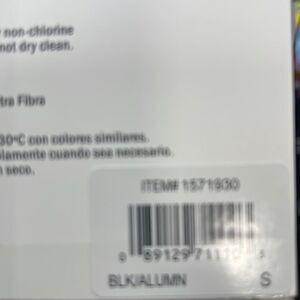 non-chlorine
not dry clean.
tra Fibra
30°C con colores similares.
lamente cuando sea necesario.
n seco.
ITEM# 1571930
BLK/ALUMN S